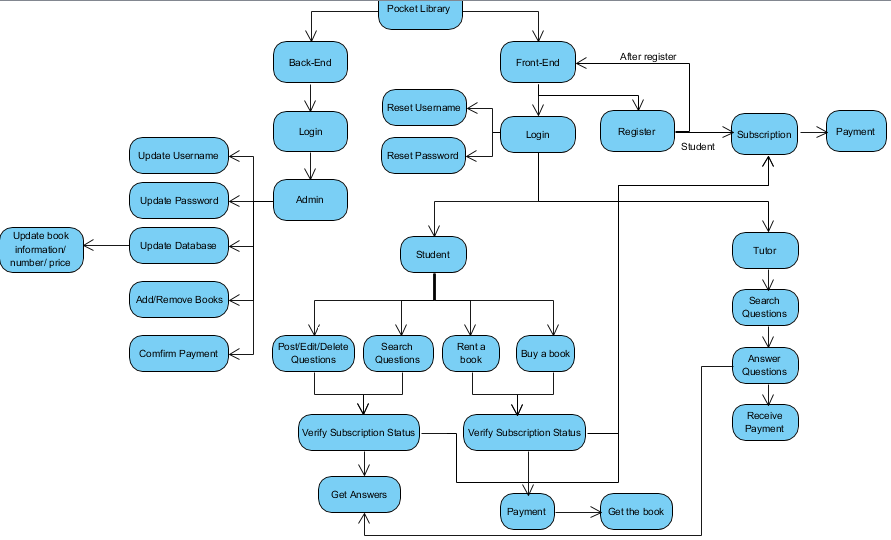 Pocket Library
Back-End
Front-End
After register
Reset Username
Login
Login
Register
Subscription
Payment
Student
Reset Password
Update Username
Update Password
Admin
Update book
information/
number/ price
Update Database
Student
Tutor
Add/Remove Books
Search
Questions
Comfirm Payment
Post/Edit/Delete
Questions
Search
Questions
Rent a
book
Buy a book
Answer
Questions
Verify Subscription Status
Verify Subscription Status
Receive
Payment
Get Answers
Payment
Get the book